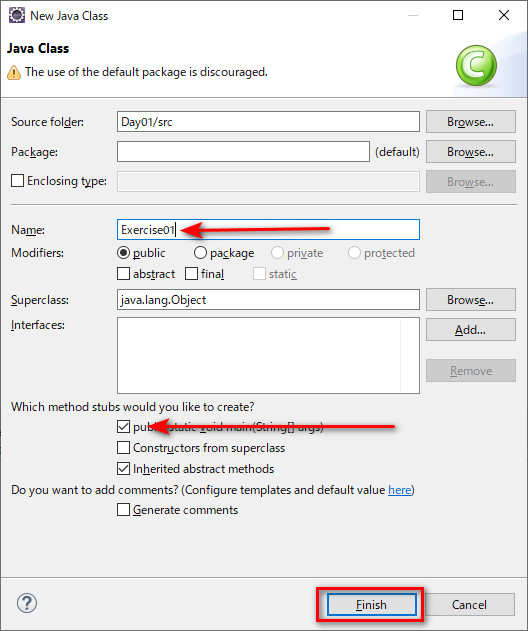 New Java Class
Java Class
The use of the default package is discouraged.
Source folder: Day01/src Browse...
Package: (default) Browse...
Enclosing type: Browse...
Name: Exercise01
Modifiers: public package private protected
abstract final static
Superclass: java.lang.Object Browse...
Interfaces: Add...
Remove
Which method stubs would you like to create?
public static void main(String[] args)
Constructors from superclass
Inherited abstract methods
Do you want to add comments? (Configure templates and default value here)
Generate comments
? Finish Cancel